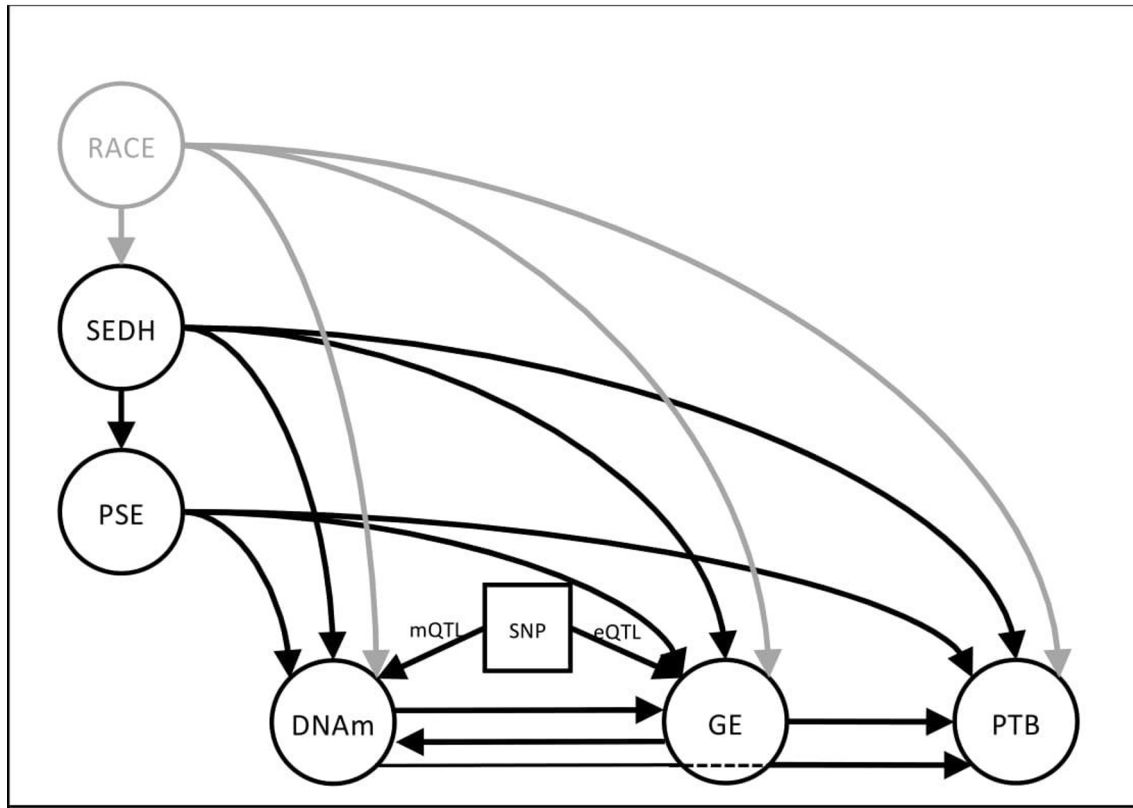 RACE
SEDH
PSE
mQTL
SNP
eQTL
DNAm
GE
PTB